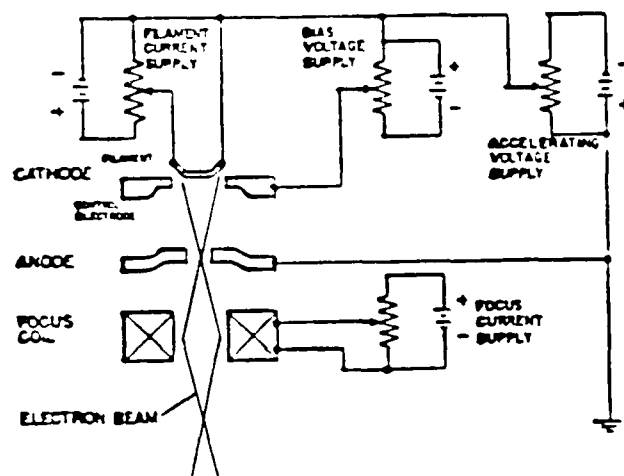 FILAMENT
CURRENT
SUPPLY
BIAS
VOLTAGE
SUPPLY
-
+
+
-
-
+
ACCELERATING
VOLTAGE
SUPPLY
FILAMENT
CATHODE
CONTROL
ELECTRODE
ANODE
FOCUS
COIL
+
-
FOCUS
CURRENT
SUPPLY
ELECTRON BEAM